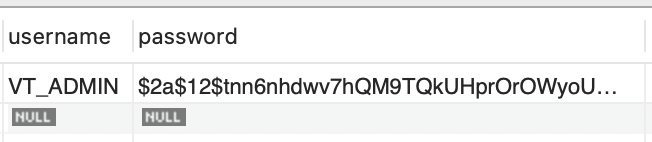 username password
VT_ADMIN $2a$12$tnn6nhdwv7hQM9TQkUHprOrOWyoU...
NULL NULL